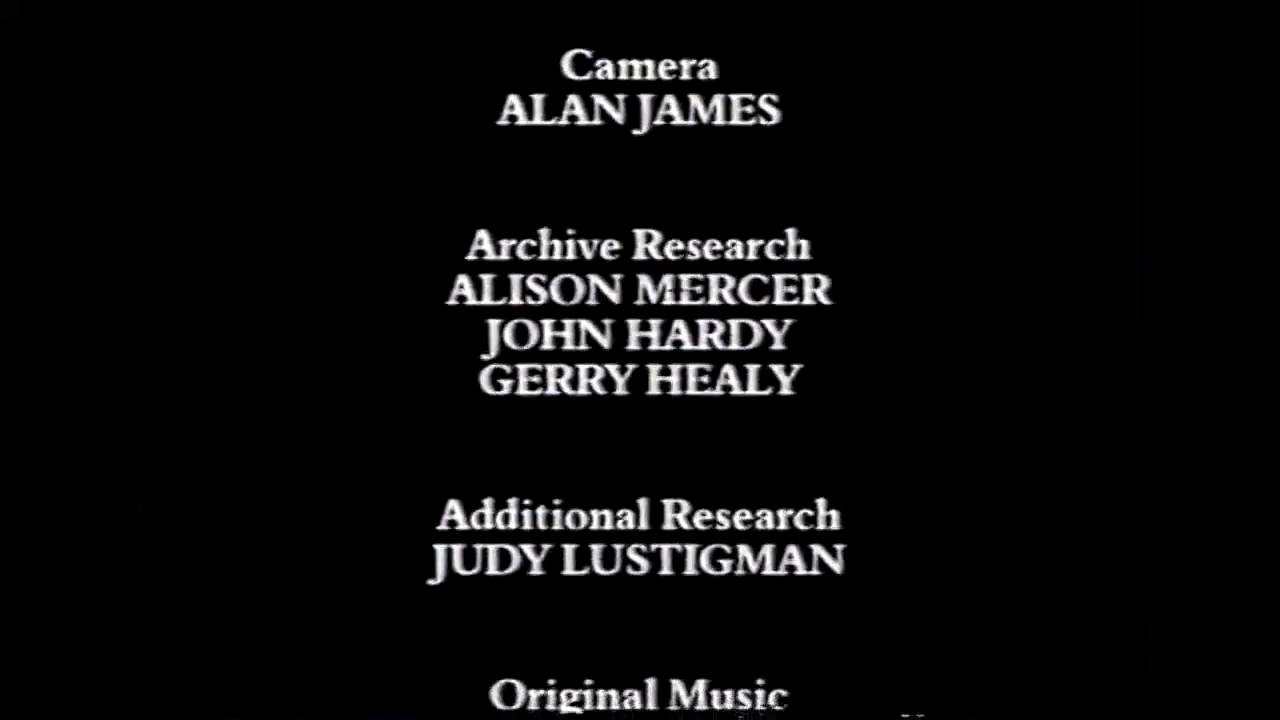 Camera
ALAN JAMES
Archive Research
ALISON MERCER
JOHN HARDY
GERRY HEALY
Additional Research
JUDY LUSTIGMAN
Original Music